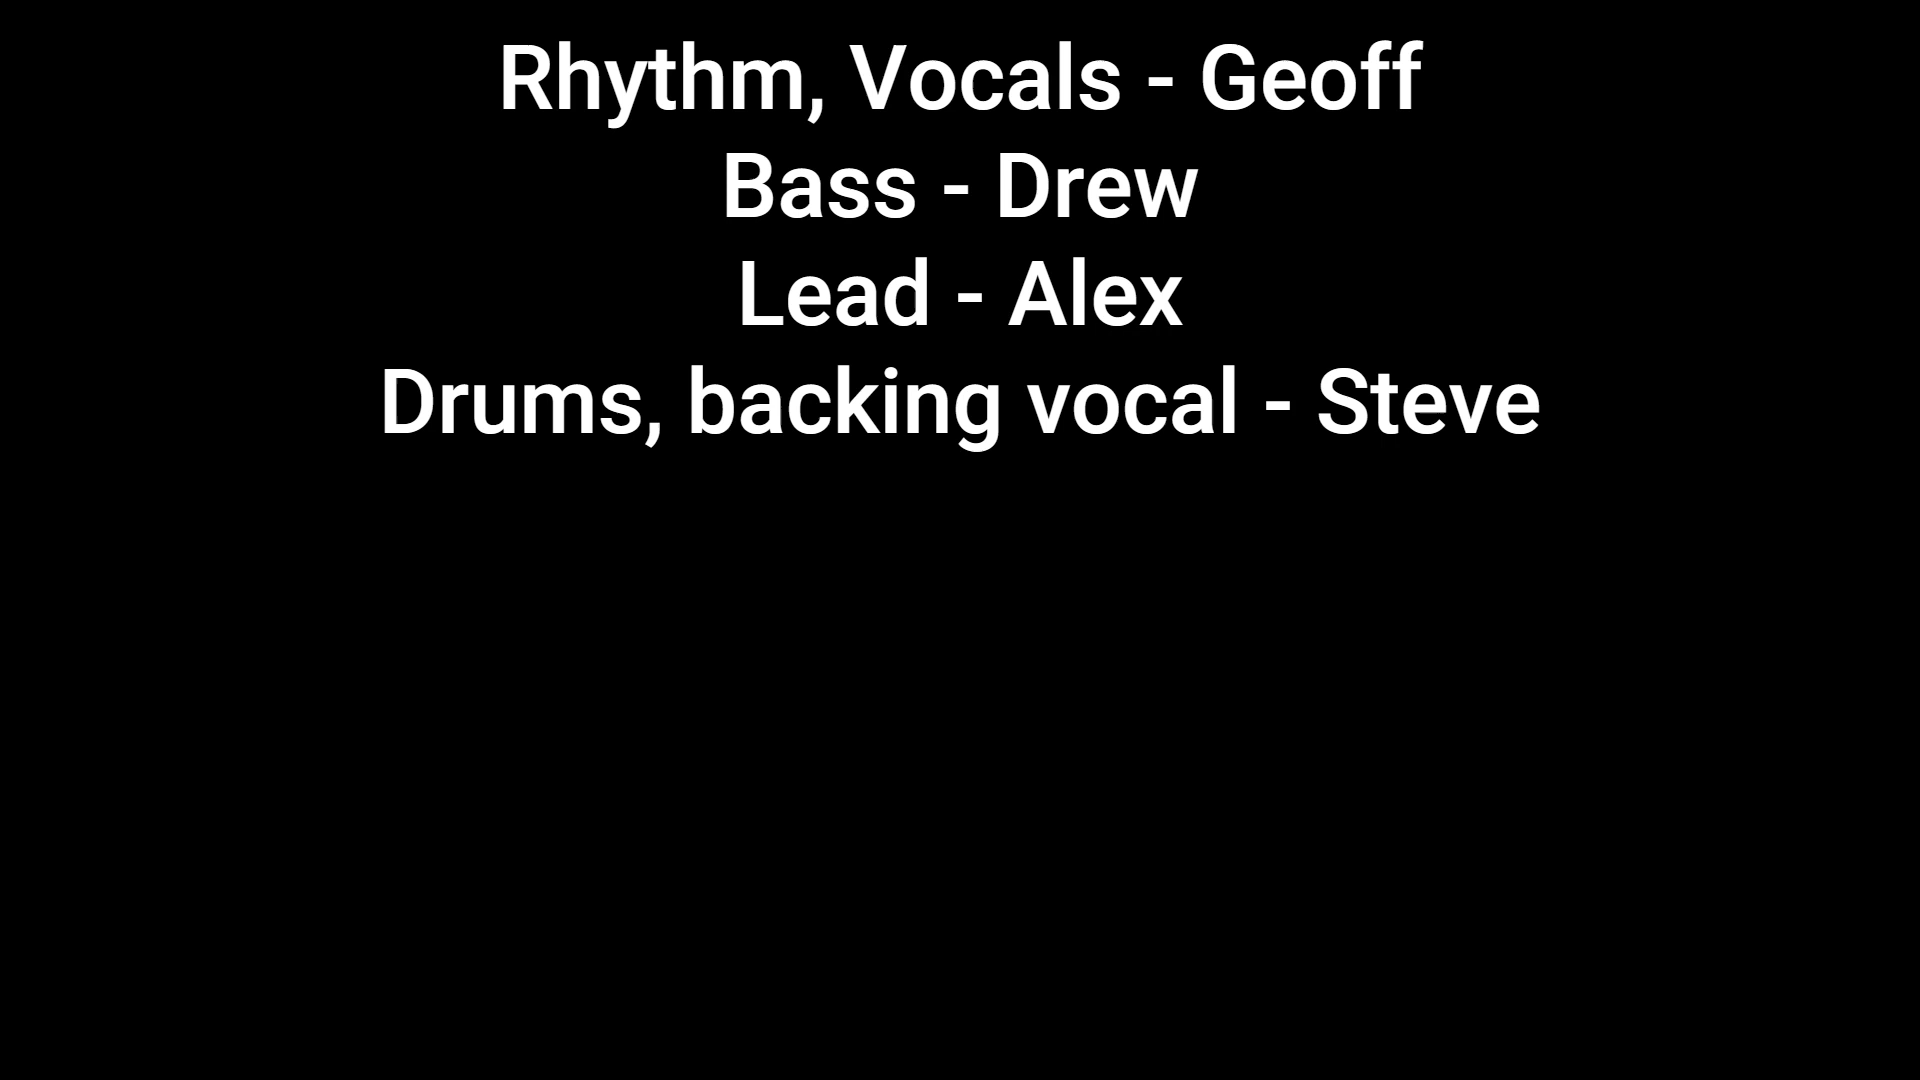 Rhythm, Vocals - Geoff
Bass - Drew
Lead - Alex
Drums, backing vocal - Steve